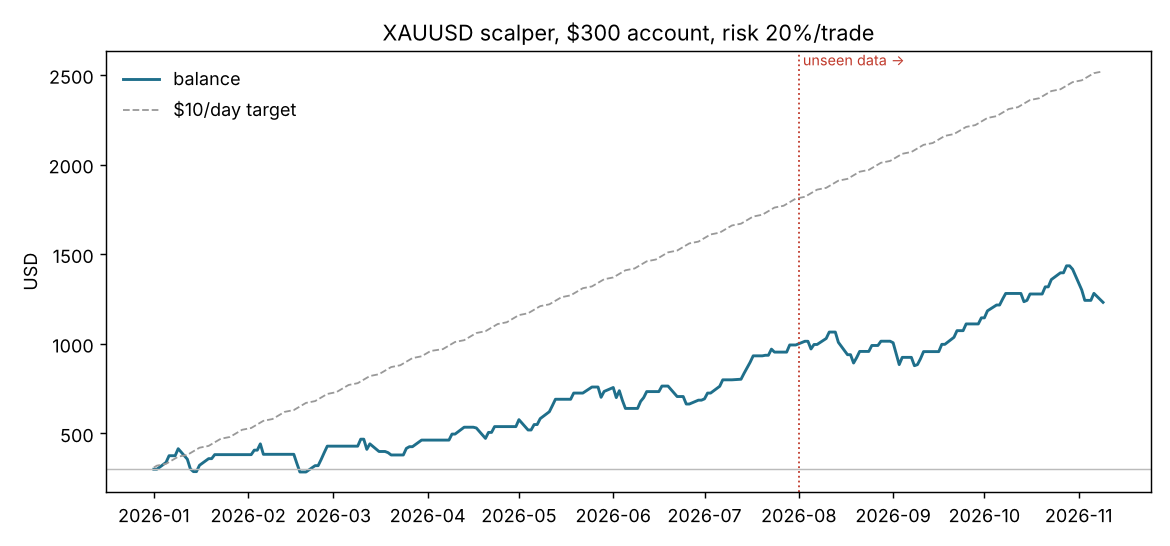 XAUUSD scalper, $300 account, risk 20%/trade
unseen data →
balance
$10/day target
2500
2000
1500
1000
500
USD
2026-01 2026-02 2026-03 2026-04 2026-05 2026-06 2026-07 2026-08 2026-09 2026-10 2026-11